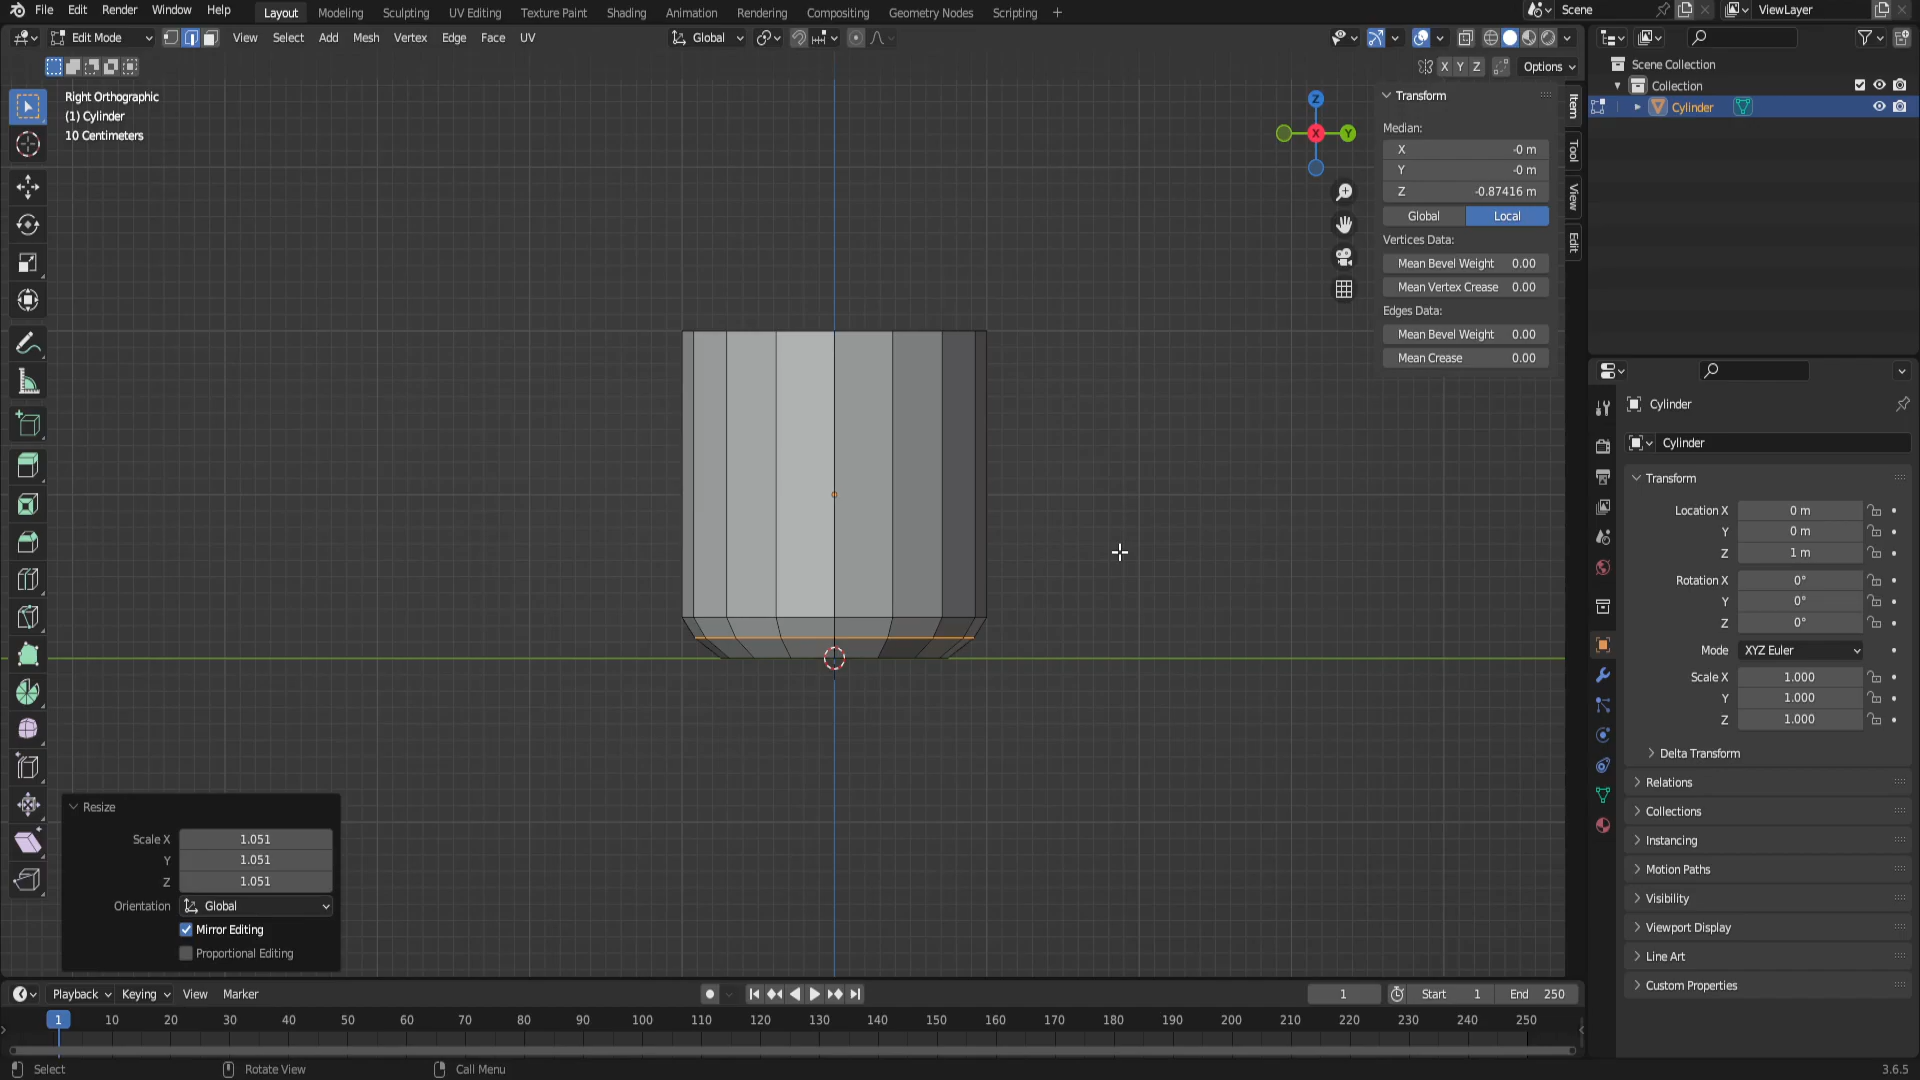 File Edit Render Window Help Layout Modeling Sculpting UV Editing Texture Paint Shading Animation Rendering Compositing Geometry Nodes Scripting + Scene ViewLayer
Edit Mode View Select Add Mesh Vertex Edge Face UV Global
X Y Z Options
Right Orthographic
(1) Cylinder
10 Centimeters
Z
X
Y
Transform
Median:
X -0 m
Y -0 m
Z -0.87416 m
Global Local
Vertices Data:
Mean Bevel Weight 0.00
Mean Vertex Crease 0.00
Edges Data:
Mean Bevel Weight 0.00
Mean Crease 0.00
Item
Tool
View
Edit
Scene Collection
Collection
Cylinder
Cylinder
Cylinder
Transform
Location X 0 m
Y 0 m
Z 1 m
Rotation X 0°
Y 0°
Z 0°
Mode XYZ Euler
Scale X 1.000
Y 1.000
Z 1.000
Delta Transform
Relations
Collections
Instancing
Motion Paths
Visibility
Viewport Display
Line Art
Custom Properties
Resize
Scale X 1.051
Y 1.051
Z 1.051
Orientation Global
Mirror Editing
Proportional Editing
Playback Keying View Marker 1 Start 1 End 250
1 10 20 30 40 50 60 70 80 90 100 110 120 130 140 150 160 170 180 190 200 210 220 230 240 250
Select Rotate View Call Menu 3.6.5